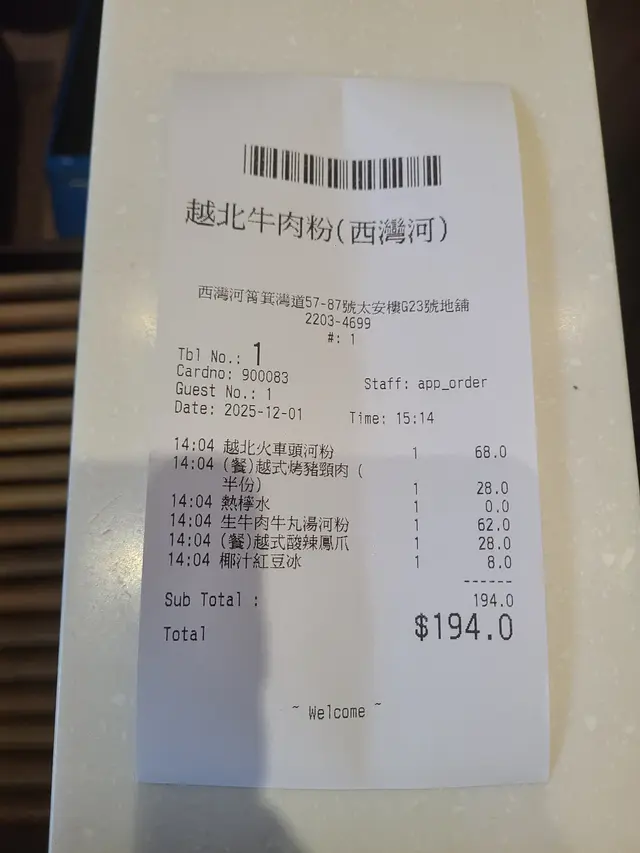 越北牛肉粉(西灣河)
西灣河筲箕灣道57-87號太安樓G23號地舖
2203-4699
#: 1
Tbl No.: 1
Cardno: 900083 Staff: app_order
Guest No.: 1
Date: 2025-12-01 Time: 15:14
14:04 越北火車頭河粉 1 68.0
14:04 (餐)越式烤豬頸肉(
半份) 1 28.0
14:04 熱檸水 1 0.0
14:04 生牛肉牛丸湯河粉 1 62.0
14:04 (餐)越式酸辣鳳爪 1 28.0
14:04 椰汁紅豆冰 1 8.0
------
Sub Total : 194.0
Total $194.0
~ Welcome ~